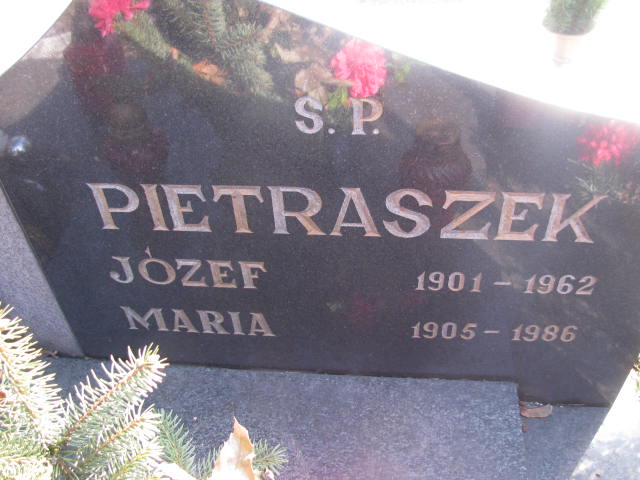 S.P.
PIETRASZEK
JÓZEF 1901-1962
MARIA 1905-1986